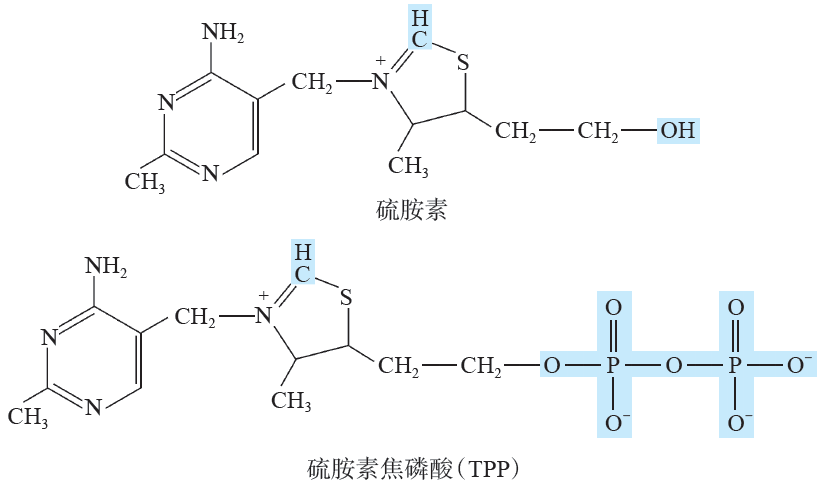 H
NH₂
C
S
+
N
CH₂
N
CH₂
CH₂
OH
N
CH₃
CH₃
硫胺素
H
NH₂
C
S
+
O
O
CH₂
N
N
CH₂
CH₂
O
P
O
P
O⁻
N
CH₃
CH₃
O⁻
O⁻
硫胺素焦磷酸(TPP)